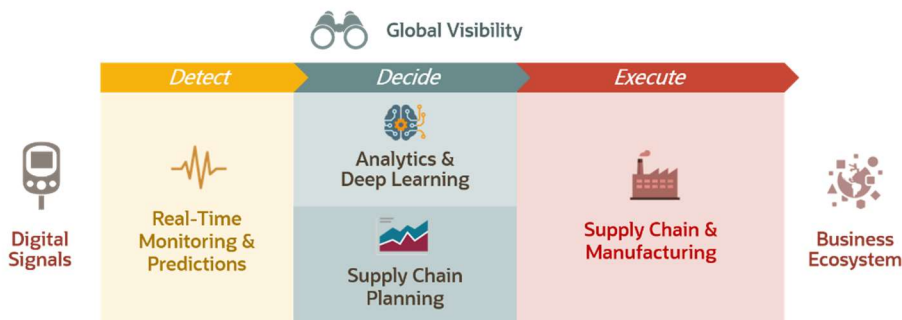 Global Visibility
Detect
Decide
Execute
Digital
Signals
Real-Time
Monitoring &
Predictions
Analytics &
Deep Learning
Supply Chain
Planning
Supply Chain &
Manufacturing
Business
Ecosystem